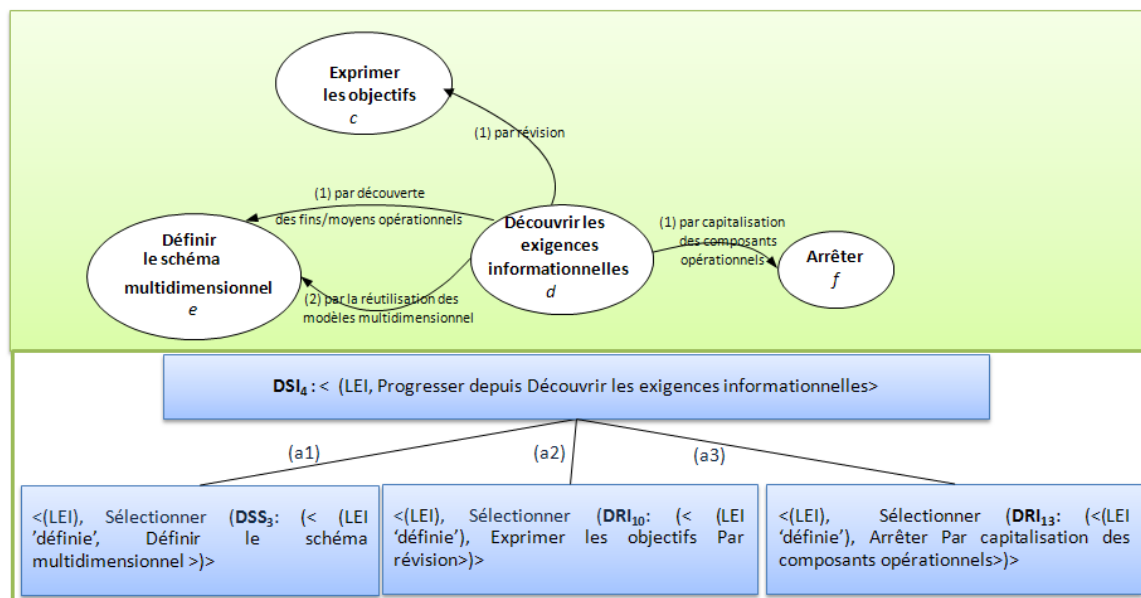 Exprimer
les objectifs
c
(1) par révision
(1) par découverte
des fins/moyens opérationnels
Définir
le schéma
multidimensionnel
e
(2) par la réutilisation des
modèles multidimensionnel
Découvrir les
exigences
informationnelles
d
(1) par capitalisation
des composants
opérationnels
Arrêter
f
DSI4 : < (LEI, Progresser depuis Découvrir les exigences informationnelles>
(a1)
(a2)
(a3)
<(LEI), Sélectionner (DSS3: (< (LEI
’définie’, Définir le schéma
multidimensionnel >)>
<(LEI), Sélectionner (DRI10: (< (LEI
‘définie’), Exprimer les objectifs Par
révision>)>
<(LEI), Sélectionner (DRI13: (<(LEI
‘définie’), Arrêter Par capitalisation des
composants opérationnels>)>